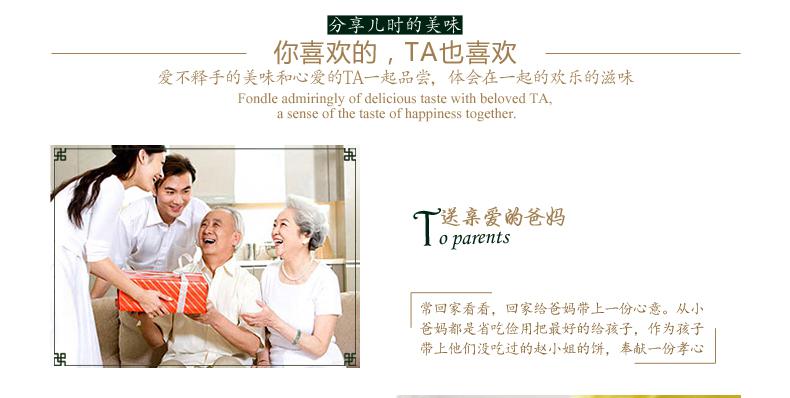 分享儿时的美味
你喜欢的，TA也喜欢
爱不释手的美味和心爱的TA一起品尝，体会在一起的欢乐的滋味
Fondle admiringly of delicious taste with beloved TA,
a sense of the taste of happiness together.
送亲爱的爸妈
To parents
常回家看看，回家给爸妈带上一份心意。从小
爸妈都是省吃俭用把最好的给孩子，作为孩子
带上他们没吃过的赵小姐的饼，奉献一份孝心